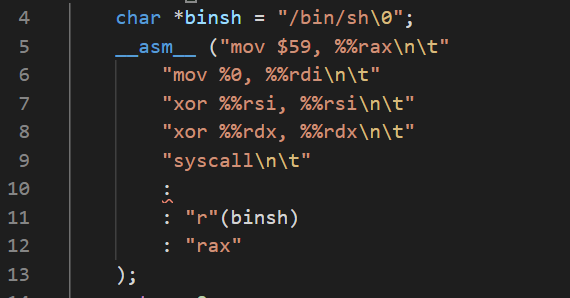 4 char *binsh = "/bin/sh\0";
5 __asm__ ("mov $59, %%rax\n\t"
6 "mov %0, %%rdi\n\t"
7 "xor %%rsi, %%rsi\n\t"
8 "xor %%rdx, %%rdx\n\t"
9 "syscall\n\t"
10 :
11 : "r"(binsh)
12 : "rax"
13 );